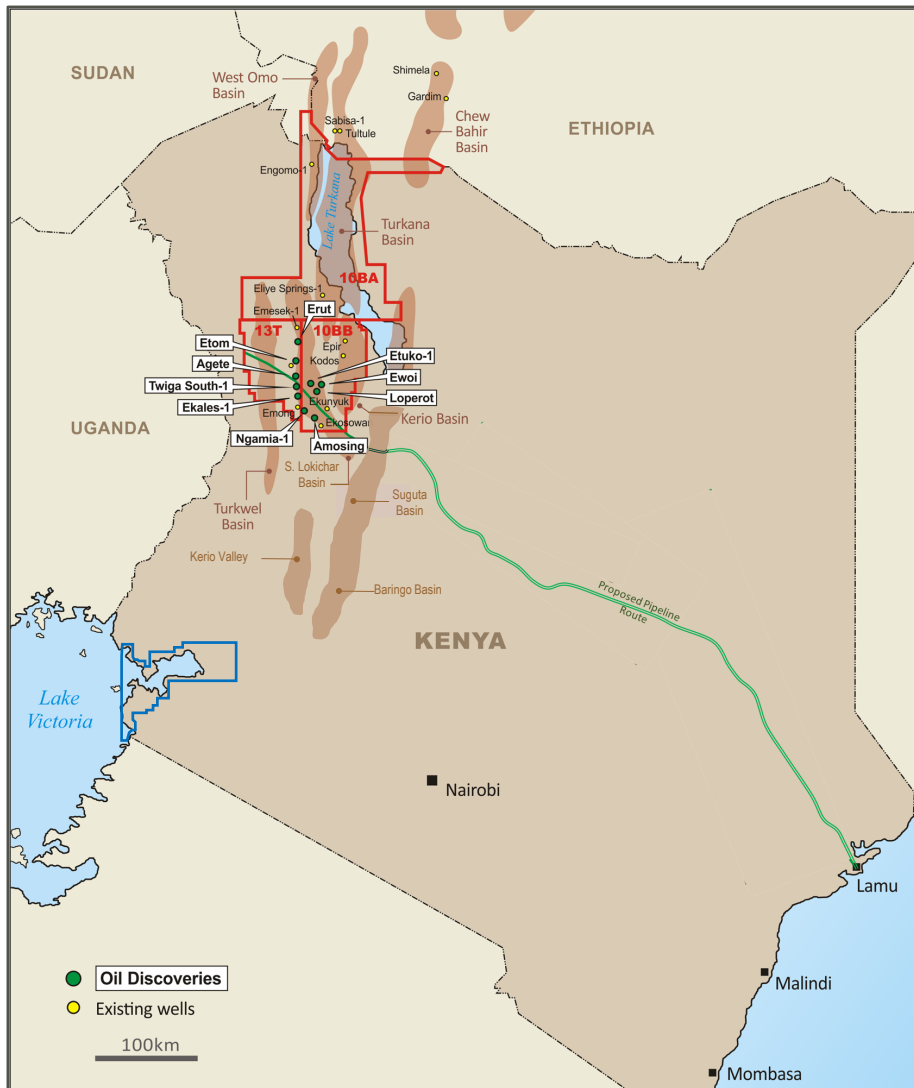 SUDAN
West Omo
Basin
Shimela
Gardim
Sabisa-1
Tultule
Chew
Bahir
Basin
ETHIOPIA
Engomo-1
Lake Turkana
Turkana
Basin
10BA
Eliye Springs-1
Emesek-1
Erut
13T
10BB
Etom
Epir
Kodos
Etuko-1
Agete
Ewoi
Twiga South-1
Loperot
Ekales-1
Ekunyuk
Emong
Kerio Basin
Ekosowan
UGANDA
Ngamia-1
Amosing
S. Lokichar
Basin
Turkwel
Basin
Suguta
Basin
Kerio Valley
Baringo Basin
Proposed Pipeline
Route
KENYA
Lake
Victoria
Nairobi
Lamu
Oil Discoveries
Malindi
Existing wells
100km
Mombasa